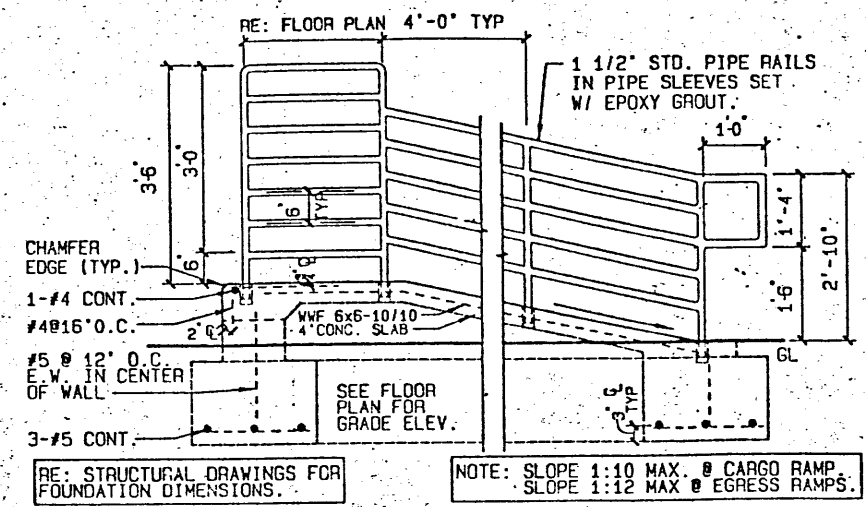 RE: FLOOR PLAN 4'-0" TYP
1 1/2" STD. PIPE RAILS
IN PIPE SLEEVES SET
W/ EPOXY GROUT.
1'0"
3'-6"
3'-0"
6"
TYP
6"
1'-4"
2'-10"
1'-6"
CHAMFER
EDGE (TYP.)
1-#4 CONT.
#4@16"O.C.
2" ℄
WWF 6x6-10/10
4"CONC. SLAB
#5 @ 12" O.C.
E.W. IN CENTER
OF WALL
3-#5 CONT.
SEE FLOOR
PLAN FOR
GRADE ELEV.
GL
3" ℄
TYP
RE: STRUCTURAL DRAWINGS FOR
FOUNDATION DIMENSIONS.
NOTE: SLOPE 1:10 MAX. @ CARGO RAMP.
SLOPE 1:12 MAX @ EGRESS RAMPS.